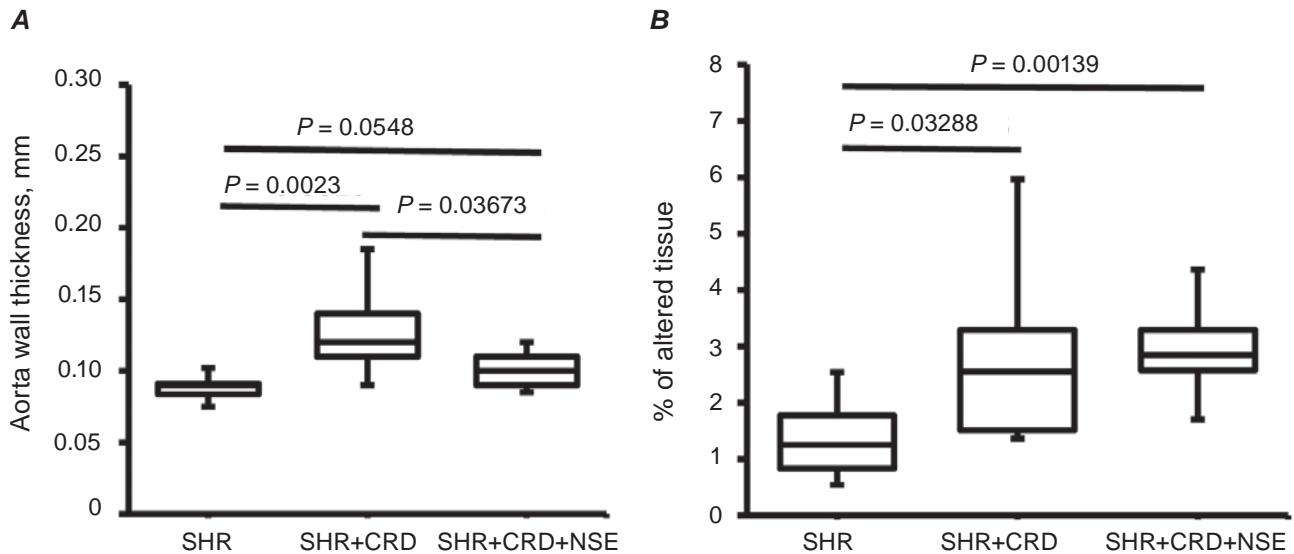 A
Aorta wall thickness, mm
0.30
0.25
0.20
0.15
0.10
0.05
0
P = 0.0548
P = 0.0023
P = 0.03673
SHR SHR+CRD SHR+CRD+NSE
B
% of altered tissue
8
7
6
5
4
3
2
1
0
P = 0.00139
P = 0.03288
SHR SHR+CRD SHR+CRD+NSE